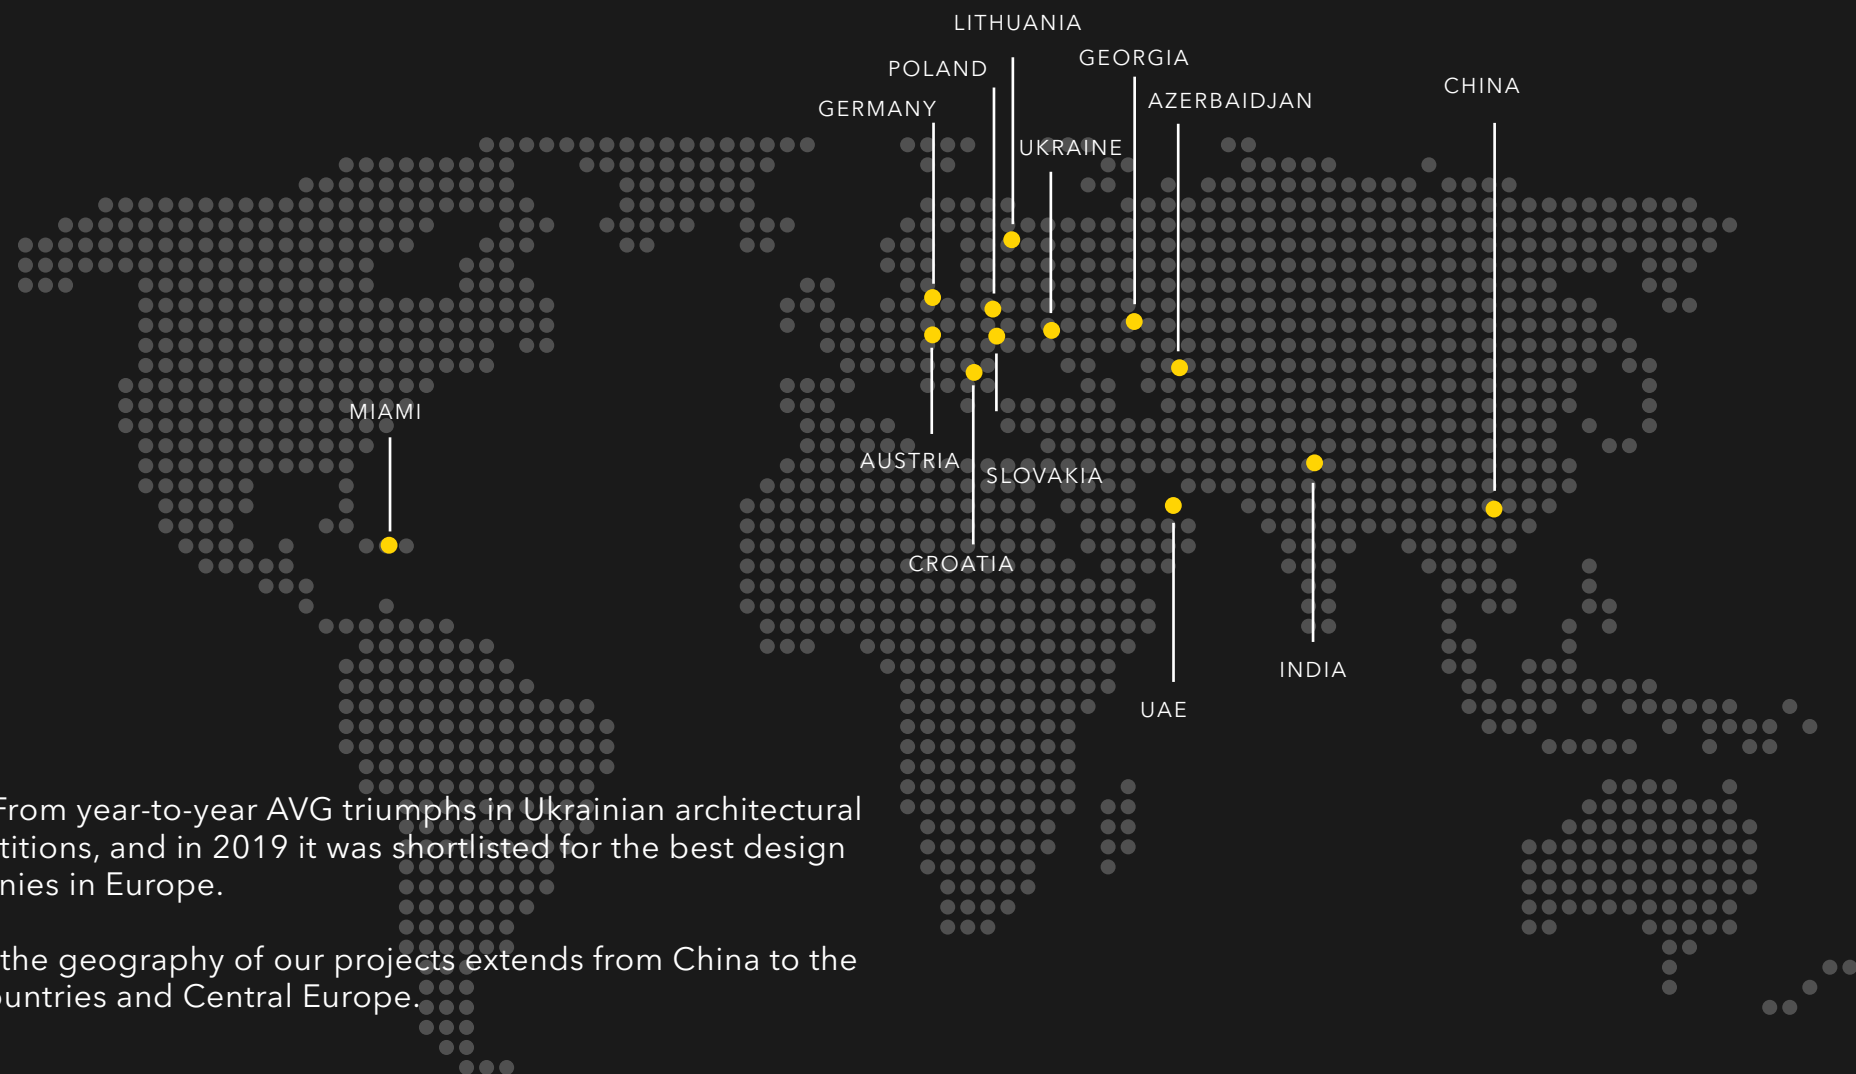 LITHUANIA
GEORGIA
POLAND
CHINA
AZERBAIDJAN
GERMANY
UKRAINE
MIAMI
AUSTRIA
SLOVAKIA
CROATIA
INDIA
UAE
From year-to-year AVG triumphs in Ukrainian architectural
titions, and in 2019 it was shortlisted for the best design
nies in Europe.
the geography of our projects extends from China to the
ountries and Central Europe.